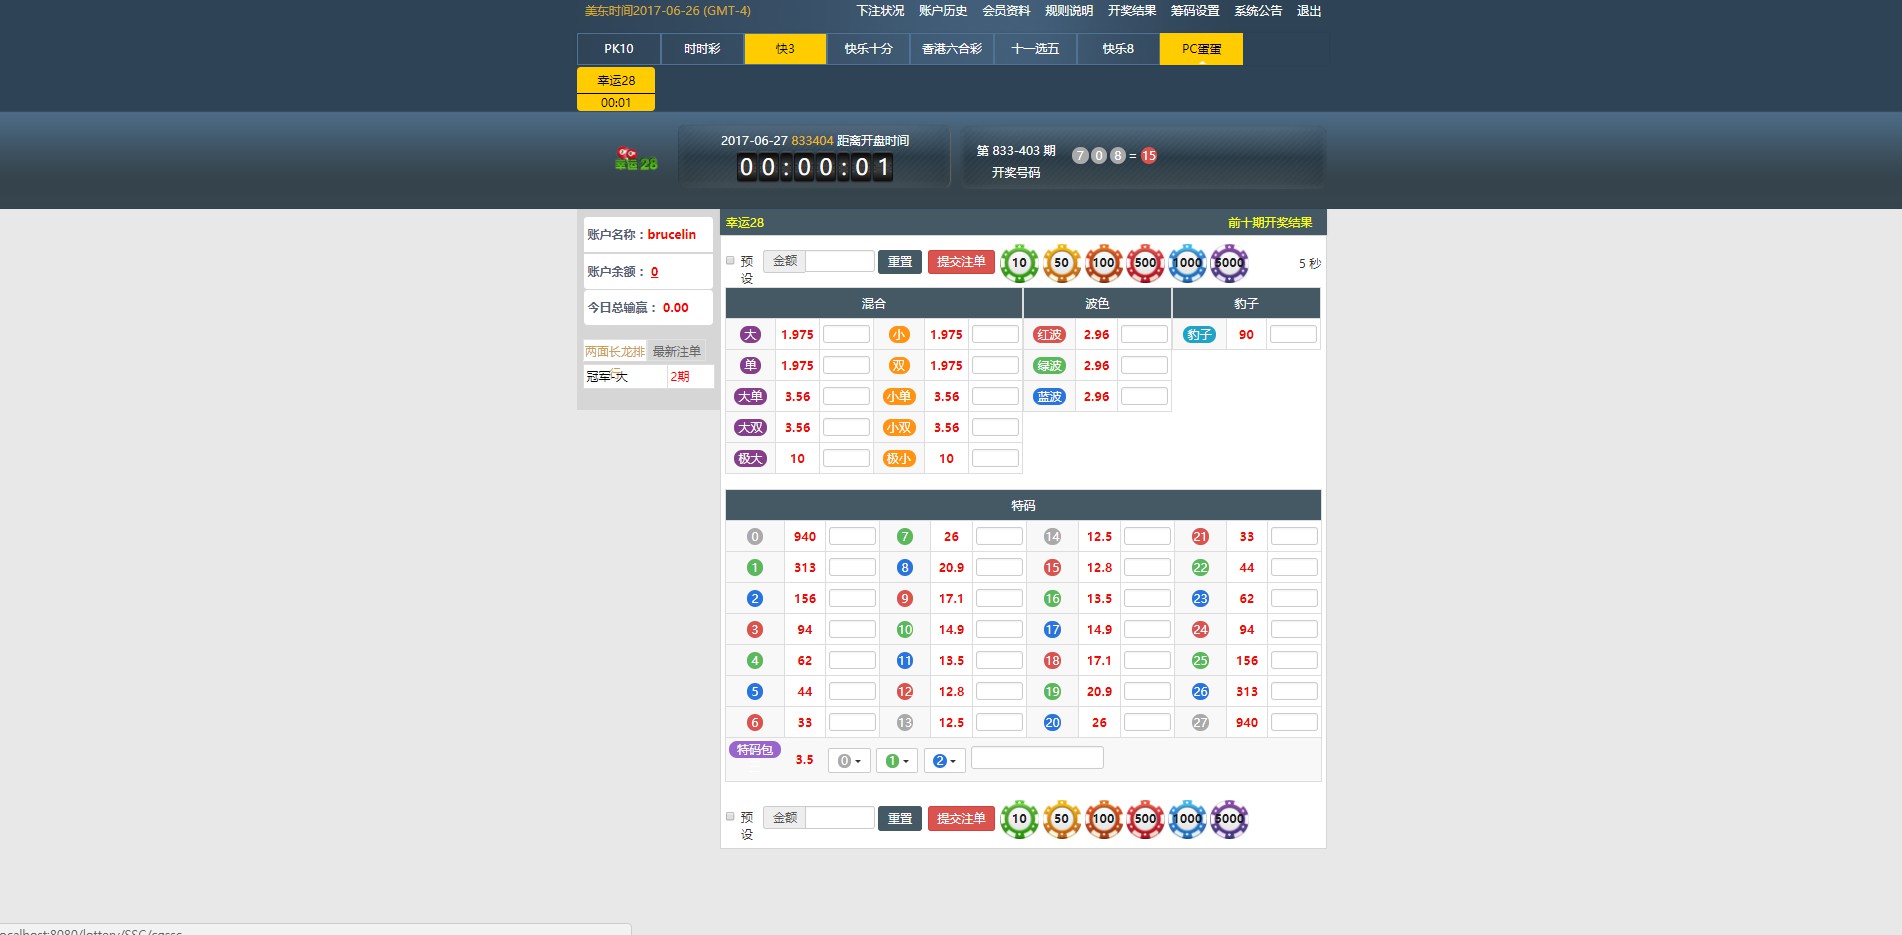 美东时间2017-06-26 (GMT-4) 下注状况 账户历史 会员资料 规则说明 开奖结果 筹码设置 系统公告 退出
PK10 时时彩 快3 快乐十分 香港六合彩 十一选五 快乐8 PC蛋蛋
幸运28
00:01
2017-06-27 833404 距离开盘时间
00:00:01
第 833-403 期 7 0 8 = 15
开奖号码
幸运28
账户名称：brucelin
账户余额： 0
今日总输赢： 0.00
两面长龙排 最新注单
行
冠军-大 2期
幸运28 前十期开奖结果
预设 金额 重置 提交注单 10 50 100 500 1000 5000 5 秒
混合 波色 豹子
大 1.975 小 1.975 红波 2.96 豹子 90
单 1.975 双 1.975 绿波 2.96
大单 3.56 小单 3.56 蓝波 2.96
大双 3.56 小双 3.56
极大 10 极小 10
特码
0 940 7 26 14 12.5 21 33
1 313 8 20.9 15 12.8 22 44
2 156 9 17.1 16 13.5 23 62
3 94 10 14.9 17 14.9 24 94
4 62 11 13.5 18 17.1 25 156
5 44 12 12.8 19 20.9 26 313
6 33 13 12.5 20 26 27 940
特码包 3.5 0 1 2
预设 金额 重置 提交注单 10 50 100 500 1000 5000